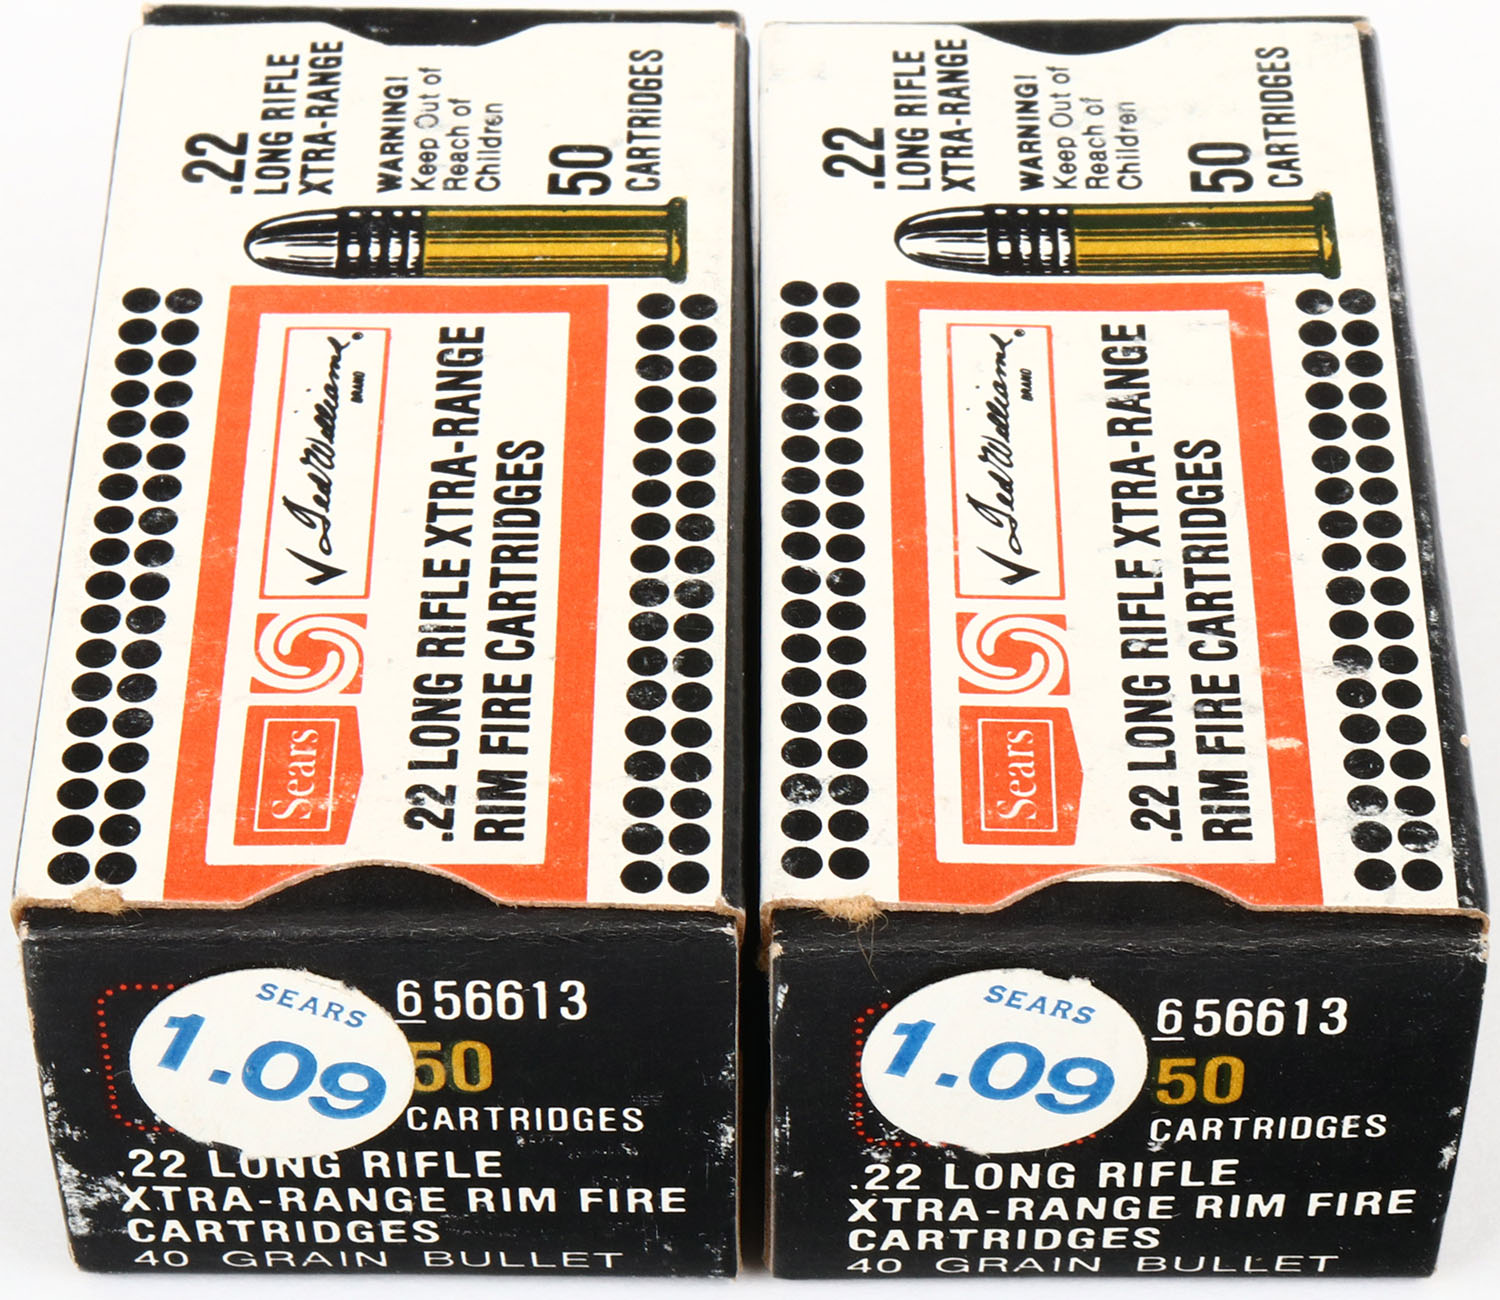 .22
LONG RIFLE
XTRA-RANGE
WARNING!
Keep Out of
Reach of
Children
50
CARTRIDGES
Sears
Ted Williams
BRAND
.22 LONG RIFLE XTRA-RANGE
RIM FIRE CARTRIDGES
SEARS
1.09
656613
50
CARTRIDGES
.22 LONG RIFLE
XTRA-RANGE RIM FIRE
CARTRIDGES
40 GRAIN BULLET
.22
LONG RIFLE
XTRA-RANGE
WARNING!
Keep Out of
Reach of
Children
50
CARTRIDGES
Sears
Ted Williams
BRAND
.22 LONG RIFLE XTRA-RANGE
RIM FIRE CARTRIDGES
SEARS
1.09
656613
50
CARTRIDGES
.22 LONG RIFLE
XTRA-RANGE RIM FIRE
CARTRIDGES
40 GRAIN BULLET